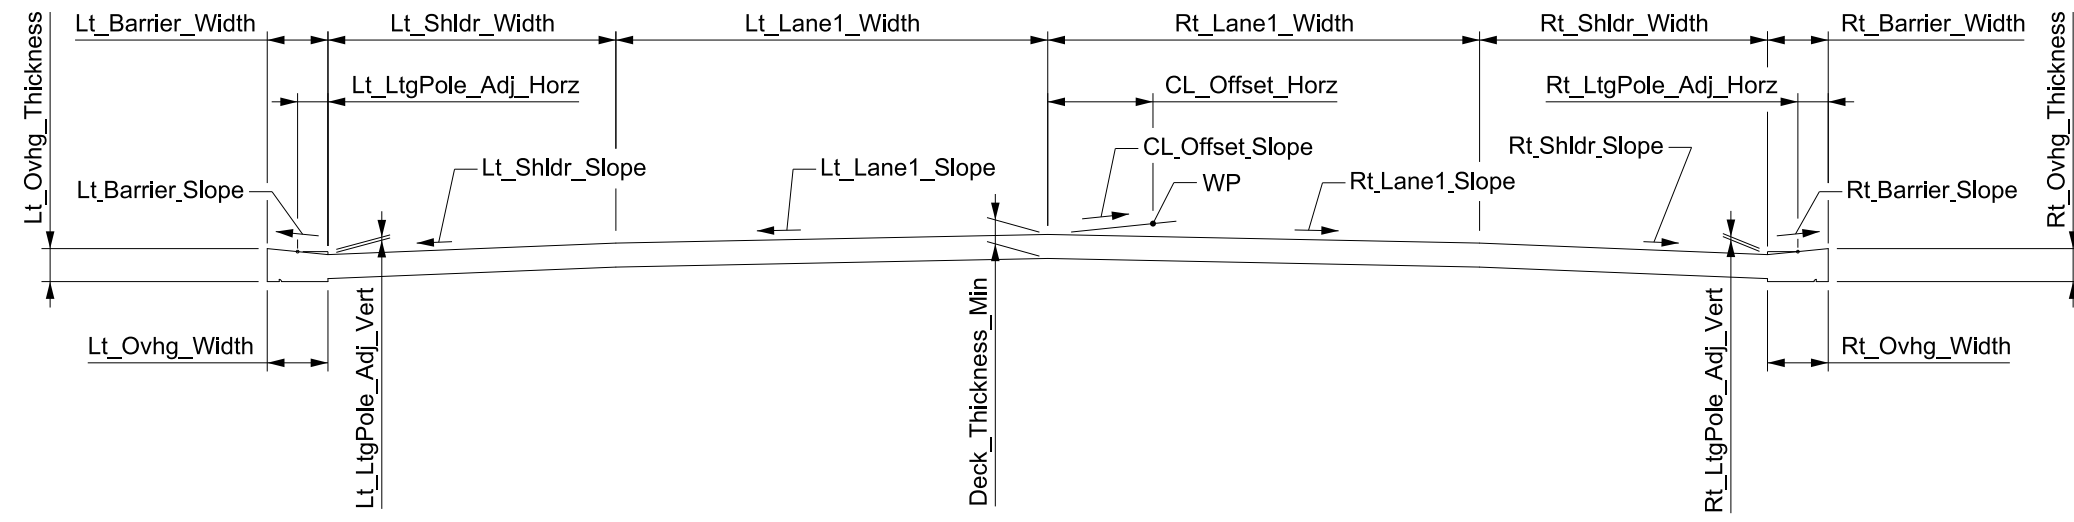 Lt_Barrier_Width
Lt_Shldr_Width
Lt_Lane1_Width
Rt_Lane1_Width
Rt_Shldr_Width
Rt_Barrier_Width
Lt_Ovhg_Thickness
Lt_LtgPole_Adj_Horz
CL_Offset_Horz
Rt_LtgPole_Adj_Horz
Rt_Ovhg_Thickness
Lt_Barrier_Slope
Lt_Shldr_Slope
Lt_Lane1_Slope
CL_Offset_Slope
WP
Rt_Lane1_Slope
Rt_Shldr_Slope
Rt_Barrier_Slope
Lt_Ovhg_Width
Lt_LtgPole_Adj_Vert
Deck_Thickness_Min
Rt_LtgPole_Adj_Vert
Rt_Ovhg_Width